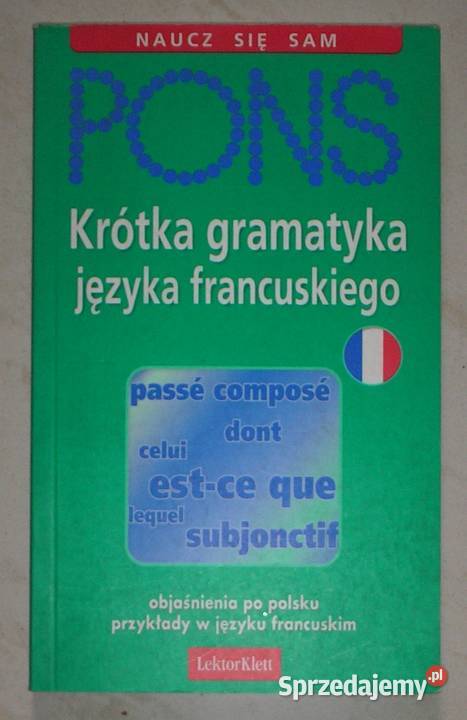 NAUCZ SIĘ SAM
PONS
Krótka gramatyka
języka francuskiego
passé composé
dont
celui
est-ce que
lequel
subjonctif
objaśnienia po polsku
przykłady w języku francuskim
LektorKlett
Sprzedajemy.pl